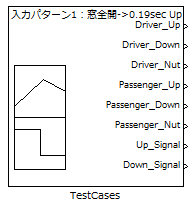 入力パターン1：窓全開->0.19sec Up
Driver_Up
Driver_Down
Driver_Nut
Passenger_Up
Passenger_Down
Passenger_Nut
Up_Signal
Down_Signal
TestCases